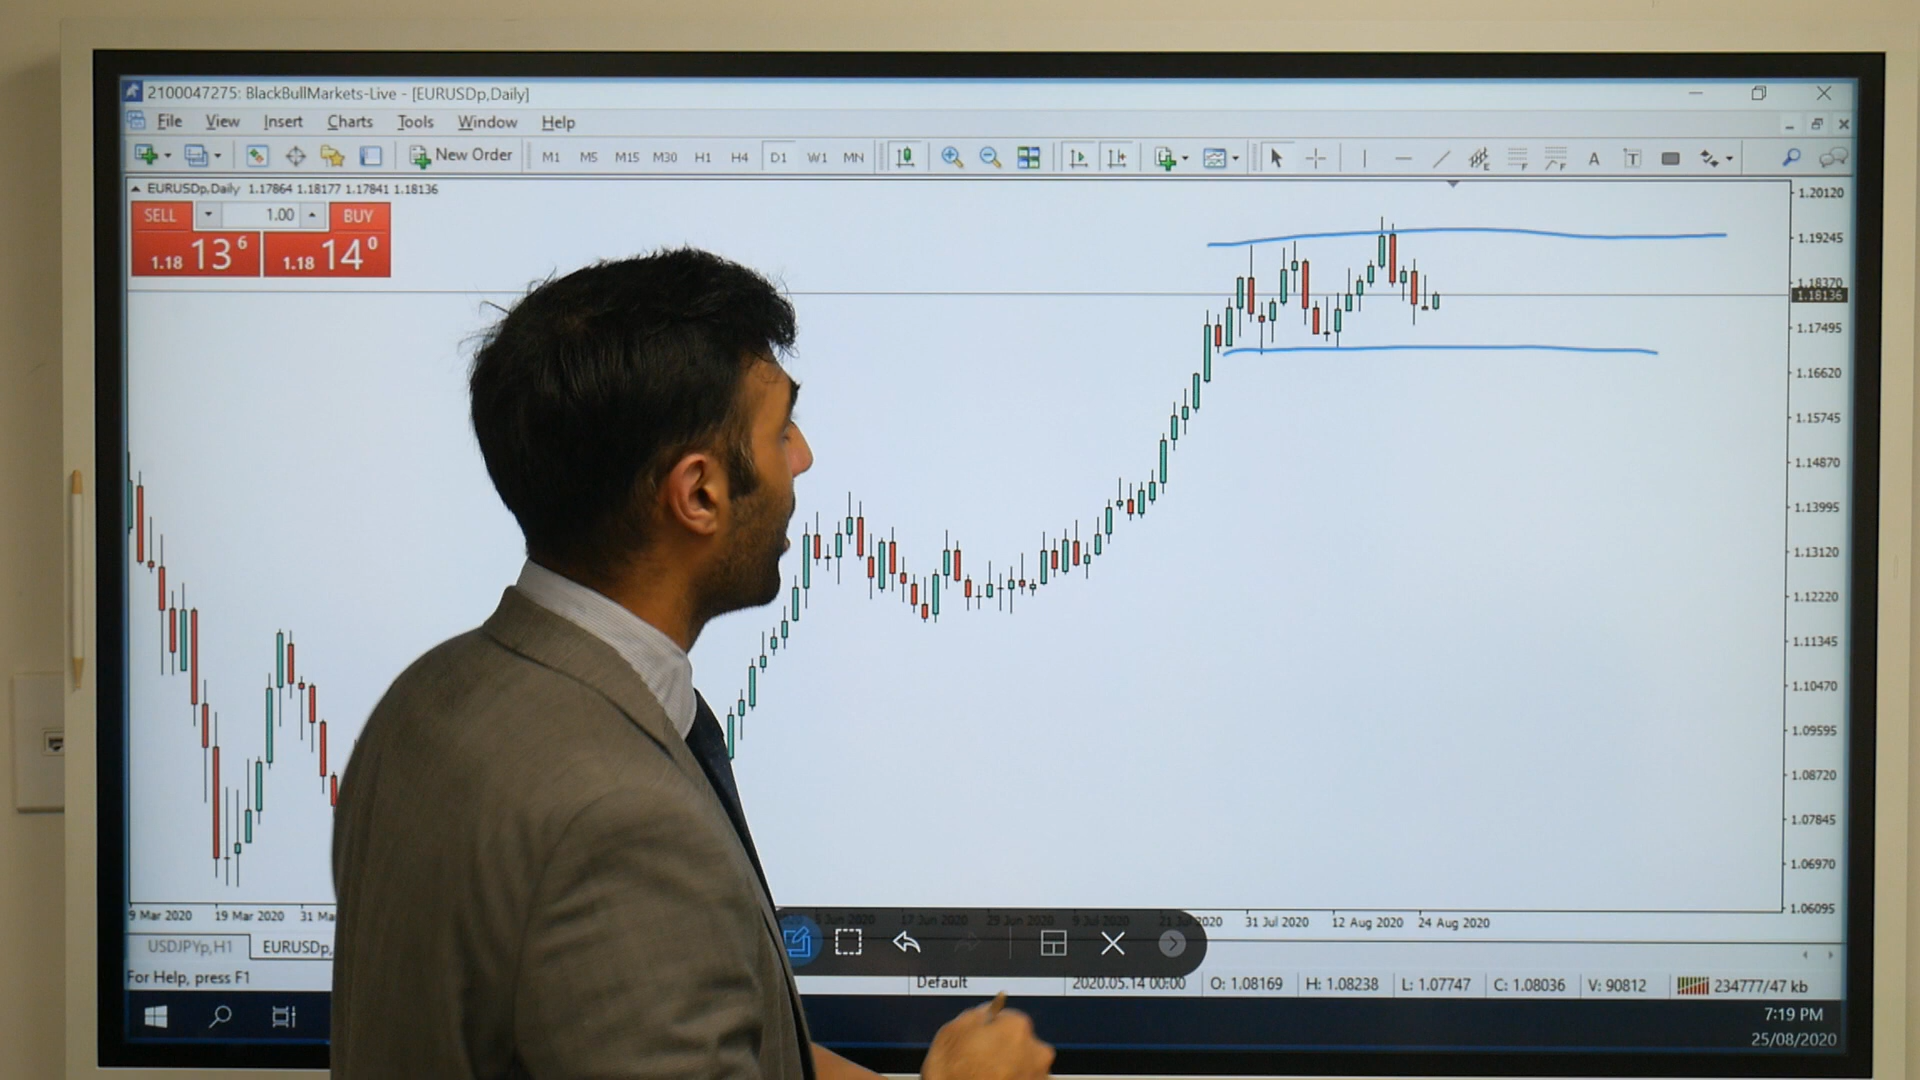 2100047275: BlackBullMarkets-Live - [EURUSDp,Daily]
File View Insert Charts Tools Window Help
New Order M1 M5 M15 M30 H1 H4 D1 W1 MN A T
EURUSDp,Daily 1.17864 1.18177 1.17841 1.18136
SELL 1.00 BUY
1.18 13 6 1.18 14 0
1.20120
1.19245
1.18370
1.18136
1.17495
1.16620
1.15745
1.14870
1.13995
1.13120
1.12220
1.11345
1.10470
1.09595
1.08720
1.07845
1.06970
1.06095
9 Mar 2020 19 Mar 2020 31 Ma 5 Jun 2020 17 Jun 2020 29 Jun 2020 9 Jul 2020 21 Jul 2020 31 Jul 2020 12 Aug 2020 24 Aug 2020
USDJPYp,H1 EURUSDp,
For Help, press F1 Default 2020.05.14 00:00 O: 1.08169 H: 1.08238 L: 1.07747 C: 1.08036 V: 90812 234777/47 kb
7:19 PM
25/08/2020